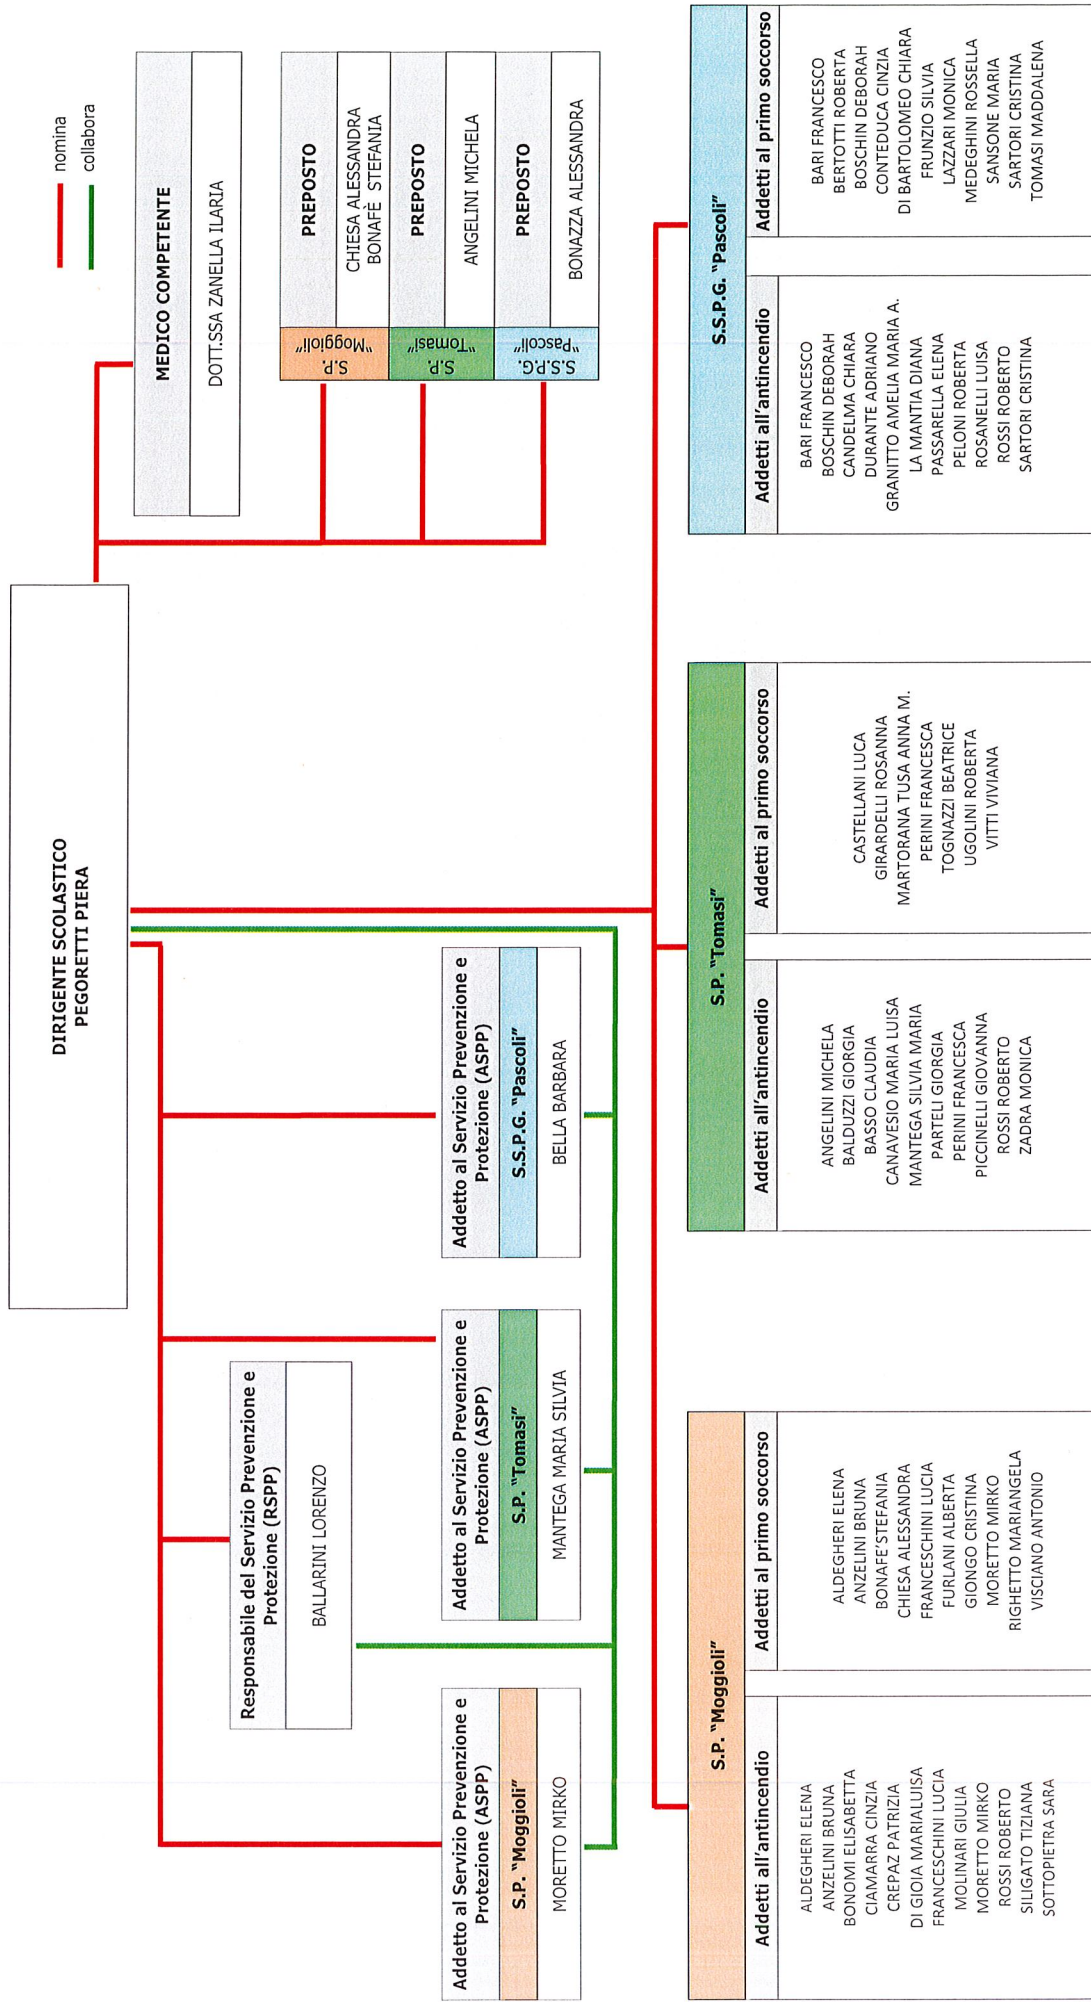 DIRIGENTE SCOLASTICO
PEGORETTI PIERA
nomina
collabora
MEDICO COMPETENTE
DOTT.SSA ZANELLA ILARIA
S.P.
"Moggioli"
PREPOSTO
CHIESA ALESSANDRA
BONAFÈ STEFANIA
S.P.
"Tomasi"
PREPOSTO
ANGELINI MICHELA
S.S.P.G.
"Pascoli"
PREPOSTO
BONAZZA ALESSANDRA
Responsabile del Servizio Prevenzione e
Protezione (RSPP)
BALLARINI LORENZO
Addetto al Servizio Prevenzione e
Protezione (ASPP)
S.P. "Moggioli"
MORETTO MIRKO
Addetto al Servizio Prevenzione e
Protezione (ASPP)
S.P. "Tomasi"
MANTEGA MARIA SILVIA
Addetto al Servizio Prevenzione e
Protezione (ASPP)
S.S.P.G. "Pascoli"
BELLA BARBARA
S.P. "Moggioli"
Addetti all'antincendio
ALDEGHERI ELENA
ANZELINI BRUNA
BONOMI ELISABETTA
CIAMARRA CINZIA
CREPAZ PATRIZIA
DI GIOIA MARIALUISA
FRANCESCHINI LUCIA
MOLINARI GIULIA
MORETTO MIRKO
ROSSI ROBERTO
SILIGATO TIZIANA
SOTTOPIETRA SARA
Addetti al primo soccorso
ALDEGHERI ELENA
ANZELINI BRUNA
BONAFE'STEFANIA
CHIESA ALESSANDRA
FRANCESCHINI LUCIA
FURLANI ALBERTA
GIONGO CRISTINA
MORETTO MIRKO
RIGHETTO MARIANGELA
VISCIANO ANTONIO
S.P. "Tomasi"
Addetti all'antincendio
ANGELINI MICHELA
BALDUZZI GIORGIA
BASSO CLAUDIA
CANAVESIO MARIA LUISA
MANTEGA SILVIA MARIA
PARTELI GIORGIA
PERINI FRANCESCA
PICCINELLI GIOVANNA
ROSSI ROBERTO
ZADRA MONICA
Addetti al primo soccorso
CASTELLANI LUCA
GIRARDELLI ROSANNA
MARTORANA TUSA ANNA M.
PERINI FRANCESCA
TOGNAZZI BEATRICE
UGOLINI ROBERTA
VITTI VIVIANA
S.S.P.G. "Pascoli"
Addetti all'antincendio
BARI FRANCESCO
BOSCHIN DEBORAH
CANDELMA CHIARA
DURANTE ADRIANO
GRANITTO AMELIA MARIA A.
LA MANTIA DIANA
PASSARELLA ELENA
PELONI ROBERTA
ROSANELLI LUISA
ROSSI ROBERTO
SARTORI CRISTINA
Addetti al primo soccorso
BARI FRANCESCO
BERTOTTI ROBERTA
BOSCHIN DEBORAH
CONTEDUCA CINZIA
DI BARTOLOMEO CHIARA
FRUNZIO SILVIA
LAZZARI MONICA
MEDEGHINI ROSSELLA
SANSONE MARIA
SARTORI CRISTINA
TOMASI MADDALENA